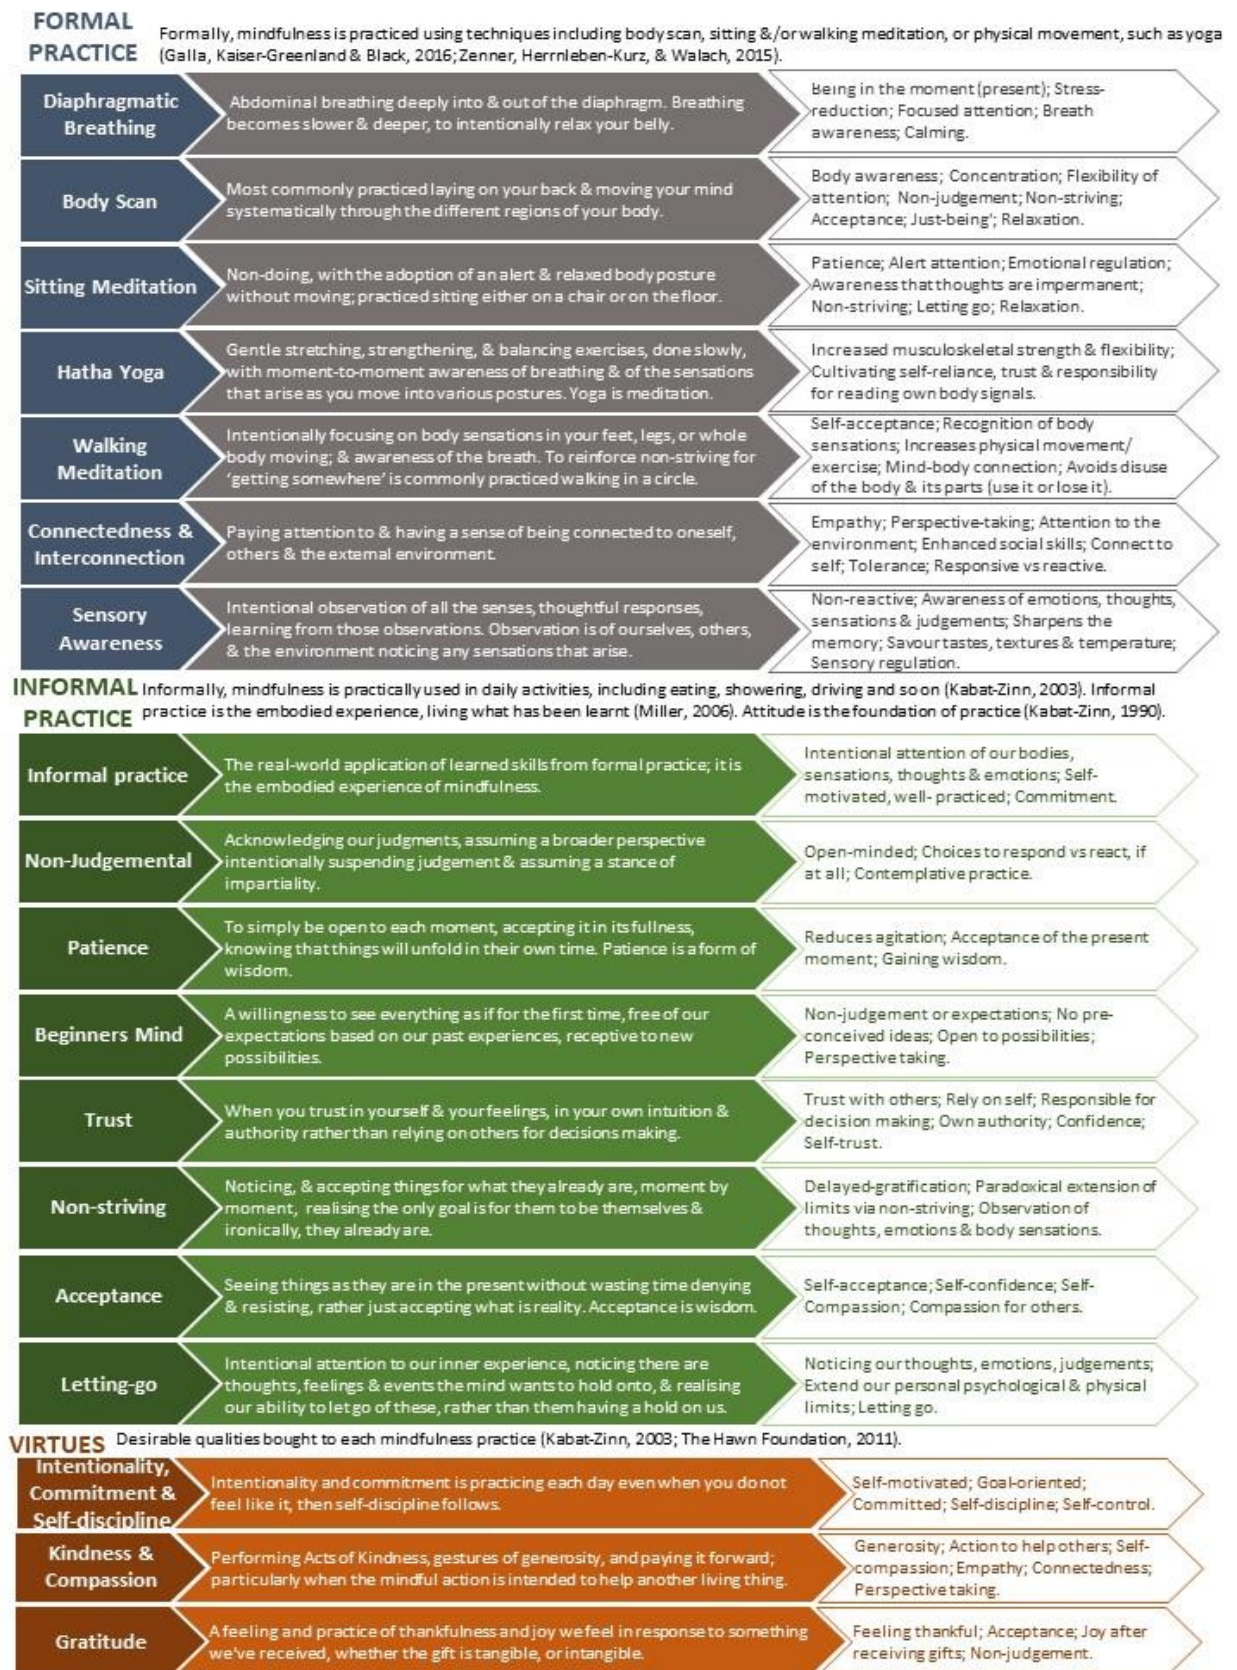 FORMAL
PRACTICE
Formally, mindfulness is practiced using techniques including body scan, sitting &/or walking meditation, or physical movement, such as yoga
(Galla, Kaiser-Greenland & Black, 2016; Zenner, Herrnleben-Kurz, & Walach, 2015).
Diaphragmatic
Breathing
Abdominal breathing deeply into & out of the diaphragm. Breathing
becomes slower & deeper, to intentionally relax your belly.
Being in the moment (present); Stress-
reduction; Focused attention; Breath
awareness; Calming.
Body Scan
Most commonly practiced laying on your back & moving your mind
systematically through the different regions of your body.
Body awareness; Concentration; Flexibility of
attention; Non-judgement; Non-striving;
Acceptance; Just-being'; Relaxation.
Sitting Meditation
Non-doing, with the adoption of an alert & relaxed body posture
without moving; practiced sitting either on a chair or on the floor.
Patience; Alert attention; Emotional regulation;
Awareness that thoughts are impermanent;
Non-striving; Letting go; Relaxation.
Hatha Yoga
Gentle stretching, strengthening, & balancing exercises, done slowly,
with moment-to-moment awareness of breathing & of the sensations
that arise as you move into various postures. Yoga is meditation.
Increased musculoskeletal strength & flexibility;
Cultivating self-reliance, trust & responsibility
for reading own body signals.
Walking
Meditation
Intentionally focusing on body sensations in your feet, legs, or whole
body moving; & awareness of the breath. To reinforce non-striving for
‘getting somewhere’ is commonly practiced walking in a circle.
Self-acceptance; Recognition of body
sensations; Increases physical movement/
exercise; Mind-body connection; Avoids disuse
of the body & its parts (use it or lose it).
Connectedness &
Interconnection
Paying attention to & having a sense of being connected to oneself,
others & the external environment.
Empathy; Perspective-taking; Attention to the
environment; Enhanced social skills; Connect to
self; Tolerance; Responsive vs reactive.
Sensory
Awareness
Intentional observation of all the senses, thoughtful responses,
learning from those observations. Observation is of ourselves, others,
& the environment noticing any sensations that arise.
Non-reactive; Awareness of emotions, thoughts,
sensations & judgements; Sharpens the
memory; Savour tastes, textures & temperature;
Sensory regulation.
INFORMAL
PRACTICE
Informally, mindfulness is practically used in daily activities, including eating, showering, driving and so on (Kabat-Zinn, 2003). Informal
practice is the embodied experience, living what has been learnt (Miller, 2006). Attitude is the foundation of practice (Kabat-Zinn, 1990).
Informal practice
The real-world application of learned skills from formal practice; it is
the embodied experience of mindfulness.
Intentional attention of our bodies,
sensations, thoughts & emotions; Self-
motivated, well- practiced; Commitment.
Non-Judgemental
Acknowledging our judgments, assuming a broader perspective
intentionally suspending judgement & assuming a stance of
impartiality.
Open-minded; Choices to respond vs react, if
at all; Contemplative practice.
Patience
To simply be open to each moment, accepting it in its fullness,
knowing that things will unfold in their own time. Patience is a form of
wisdom.
Reduces agitation; Acceptance of the present
moment; Gaining wisdom.
Beginners Mind
A willingness to see everything as if for the first time, free of our
expectations based on our past experiences, receptive to new
possibilities.
Non-judgement or expectations; No pre-
conceived ideas; Open to possibilities;
Perspective taking.
Trust
When you trust in yourself & your feelings, in your own intuition &
authority rather than relying on others for decisions making.
Trust with others; Rely on self; Responsible for
decision making; Own authority; Confidence;
Self-trust.
Non-striving
Noticing, & accepting things for what they already are, moment by
moment, realising the only goal is for them to be themselves &
ironically, they already are.
Delayed-gratification; Paradoxical extension of
limits via non-striving; Observation of
thoughts, emotions & body sensations.
Acceptance
Seeing things as they are in the present without wasting time denying
& resisting, rather just accepting what is reality. Acceptance is wisdom.
Self-acceptance; Self-confidence; Self-
Compassion; Compassion for others.
Letting-go
Intentional attention to our inner experience, noticing there are
thoughts, feelings & events the mind wants to hold onto, & realising
our ability to let go of these, rather than them having a hold on us.
Noticing our thoughts, emotions, judgements;
Extend our personal psychological & physical
limits; Letting go.
VIRTUES
Desirable qualities bought to each mindfulness practice (Kabat-Zinn, 2003; The Hawn Foundation, 2011).
Intentionality,
Commitment &
Self-discipline
Intentionality and commitment is practicing each day even when you do not
feel like it, then self-discipline follows.
Self-motivated; Goal-oriented;
Committed; Self-discipline; Self-control.
Kindness &
Compassion
Performing Acts of Kindness, gestures of generosity, and paying it forward;
particularly when the mindful action is intended to help another living thing.
Generosity; Action to help others; Self-
compassion; Empathy; Connectedness;
Perspective taking.
Gratitude
A feeling and practice of thankfulness and joy we feel in response to something
we've received, whether the gift is tangible, or intangible.
Feeling thankful; Acceptance; Joy after
receiving gifts; Non-judgement.